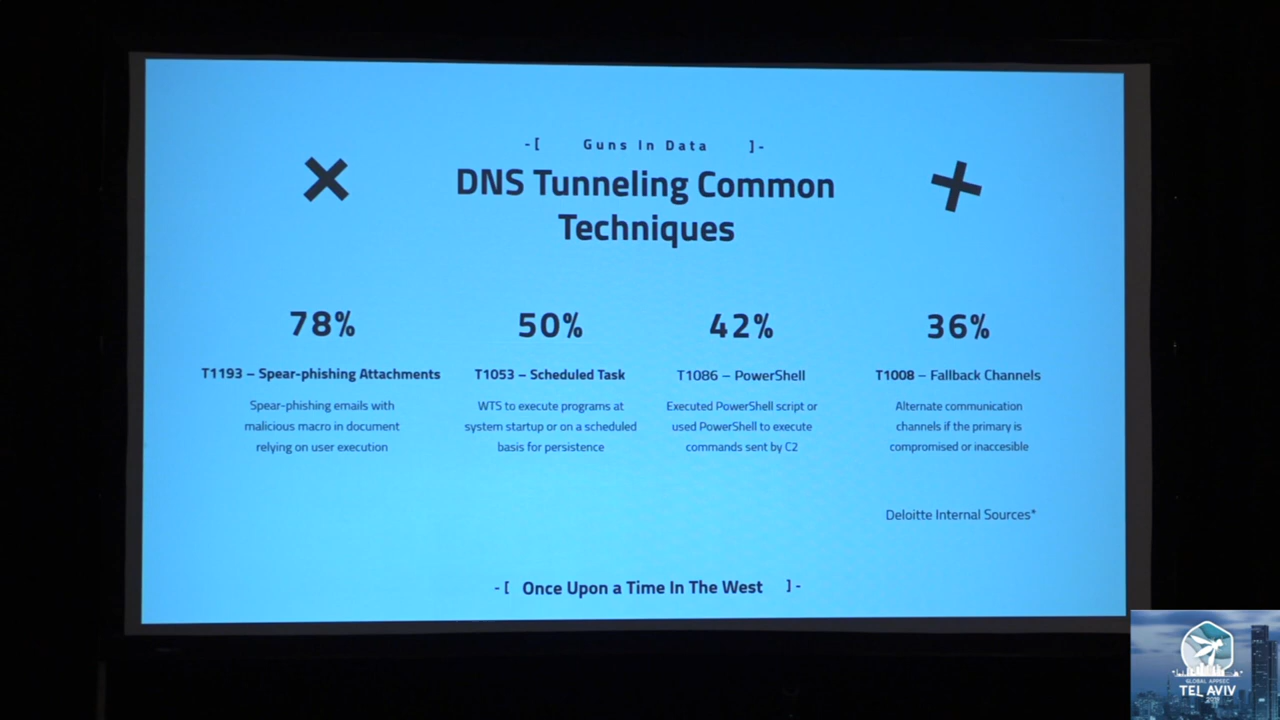 -[ Guns In Data ]-
DNS Tunneling Common
Techniques
78%
T1193 – Spear-phishing Attachments
Spear-phishing emails with
malicious macro in document
relying on user execution
50%
T1053 – Scheduled Task
WTS to execute programs at
system startup or on a scheduled
basis for persistence
42%
T1086 – PowerShell
Executed PowerShell script or
used PowerShell to execute
commands sent by C2
36%
T1008 – Fallback Channels
Alternate communication
channels if the primary is
compromised or inaccesible
Deloitte Internal Sources*
-[ Once Upon a Time In The West ]-
GLOBAL APPSEC
TEL AVIV
2019